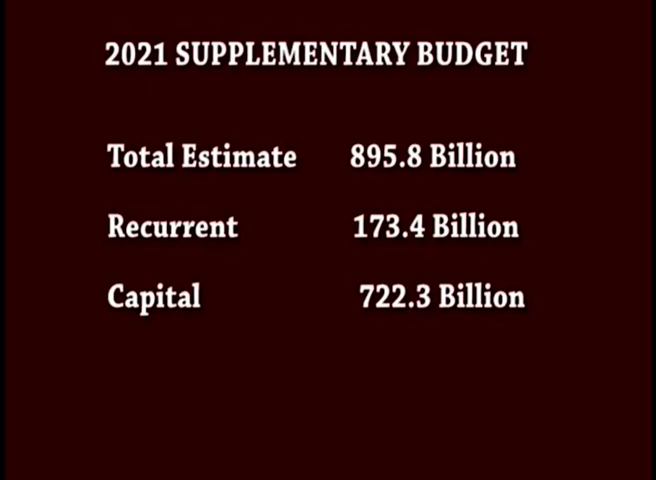 2021 SUPPLEMENTARY BUDGET
Total Estimate 895.8 Billion
Recurrent 173.4 Billion
Capital 722.3 Billion